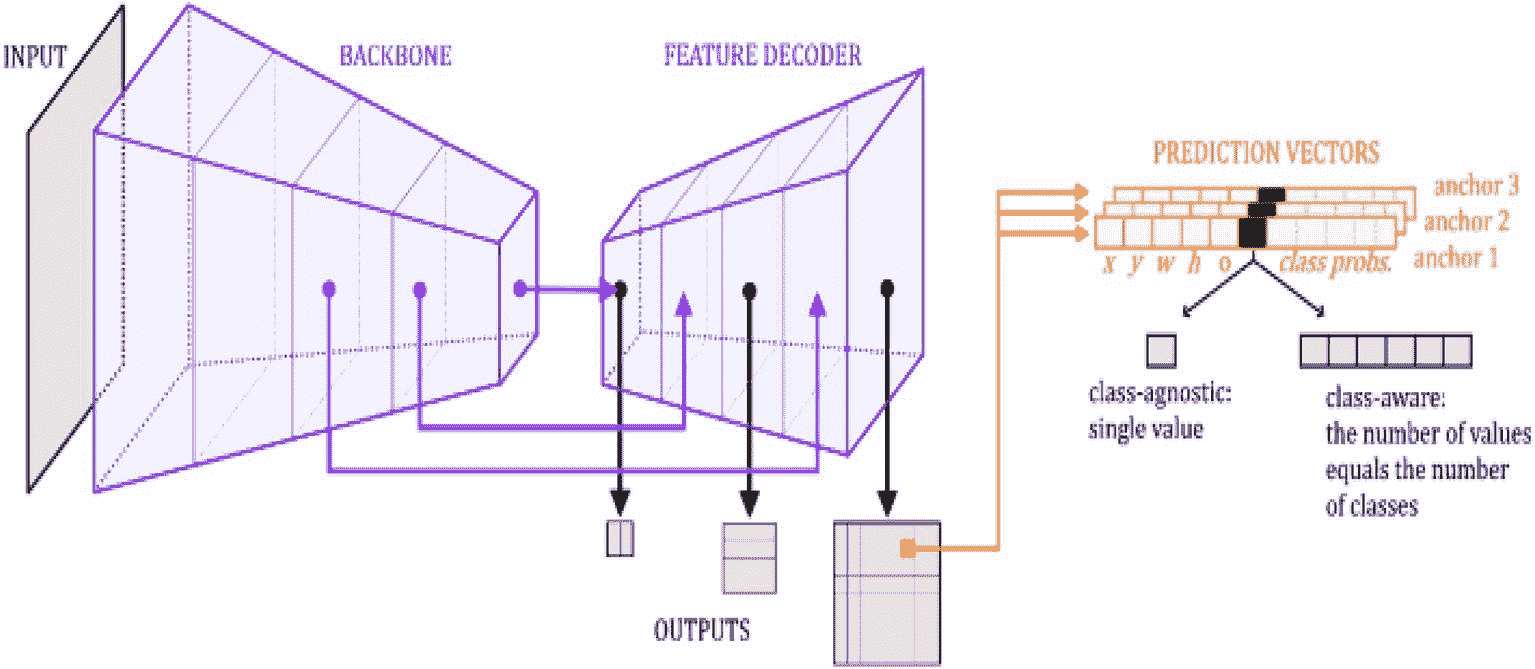 INPUT
BACKBONE
FEATURE DECODER
PREDICTION VECTORS
anchor 3
anchor 2
anchor 1
x y w h o class probs.
class-agnostic:
single value
class-aware:
the number of values
equals the number
of classes
OUTPUTS